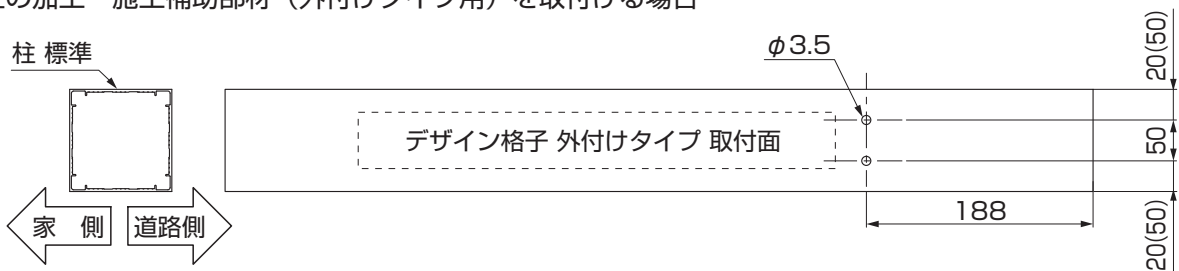 の加工 施工補助部材（外付けタイプ用）を取付ける場合
柱 標準
φ3.5
20(50)
デザイン格子 外付けタイプ 取付面
50
188
20(50)
家 側
道路側